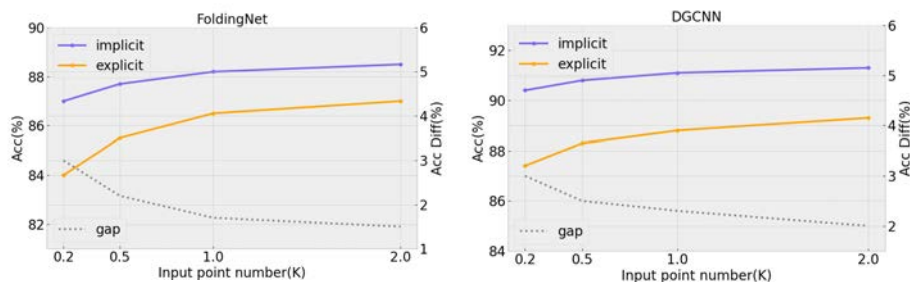 FoldingNet
90
88
86
84
82
Acc(%)
implicit
explicit
gap
6
5
4
3
2
1
Acc Diff(%)
0.2 0.5 1.0 2.0
Input point number(K)
DGCNN
92
90
88
86
84
Acc(%)
implicit
explicit
gap
6
5
4
3
2
Acc Diff(%)
0.2 0.5 1.0 2.0
Input point number(K)